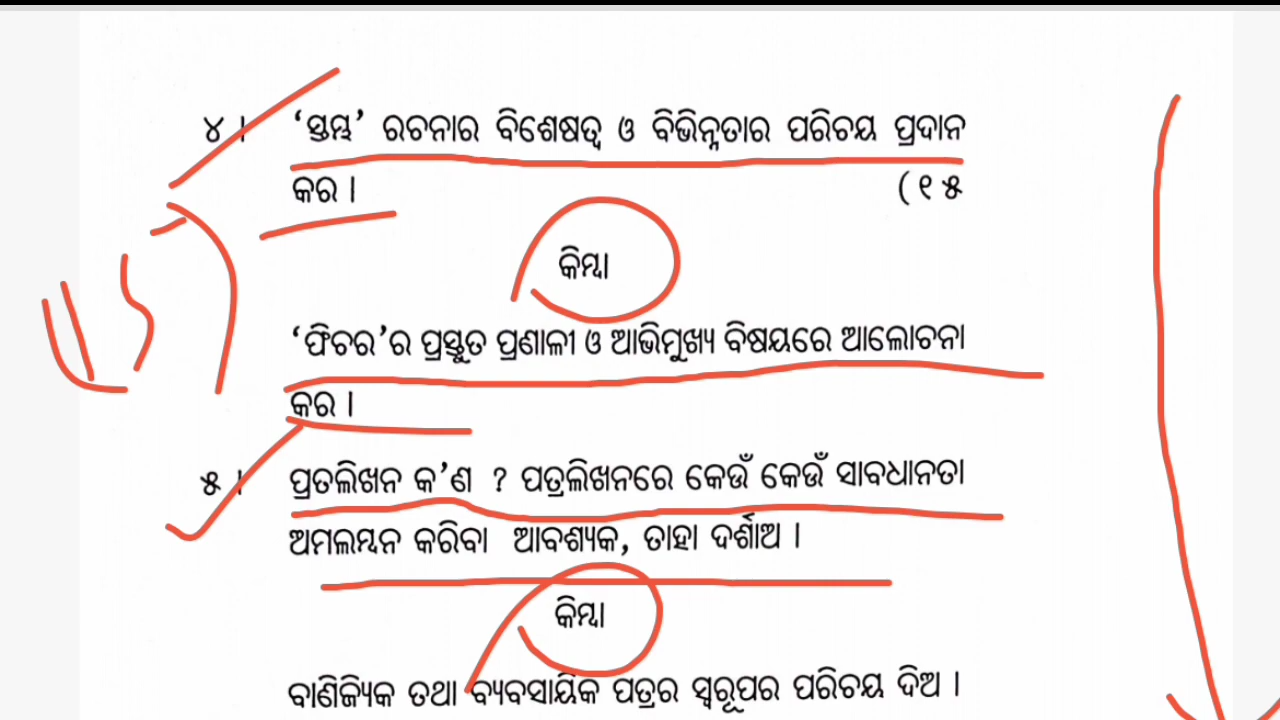 ୪ । ‘ସ୍ତମ୍ଭ’ ରଚନାର ବିଶେଷତ୍ୱ ଓ ବିଭିନ୍ନତାର ପରିଚୟ ପ୍ରଦାନ
କର । (୧୫
କିମ୍ବା
‘ଫିଚର’ର ପ୍ରସ୍ତୁତ ପ୍ରଣାଳୀ ଓ ଆଭିମୁଖ୍ୟ ବିଷୟରେ ଆଲୋଚନା
କର ।
୫ । ପ୍ରତଲିଖନ କ’ଣ ? ପତ୍ରଲିଖନରେ କେଉଁ କେଉଁ ସାବଧାନତା
ଅମଲମ୍ବନ କରିବା ଆବଶ୍ୟକ, ତାହା ଦର୍ଶାଅ ।
କିମ୍ବା
ବାଣିଜ୍ୟିକ ତଥା ବ୍ୟବସାୟିକ ପତ୍ରର ସ୍ୱରୂପର ପରିଚୟ ଦିଅ ।